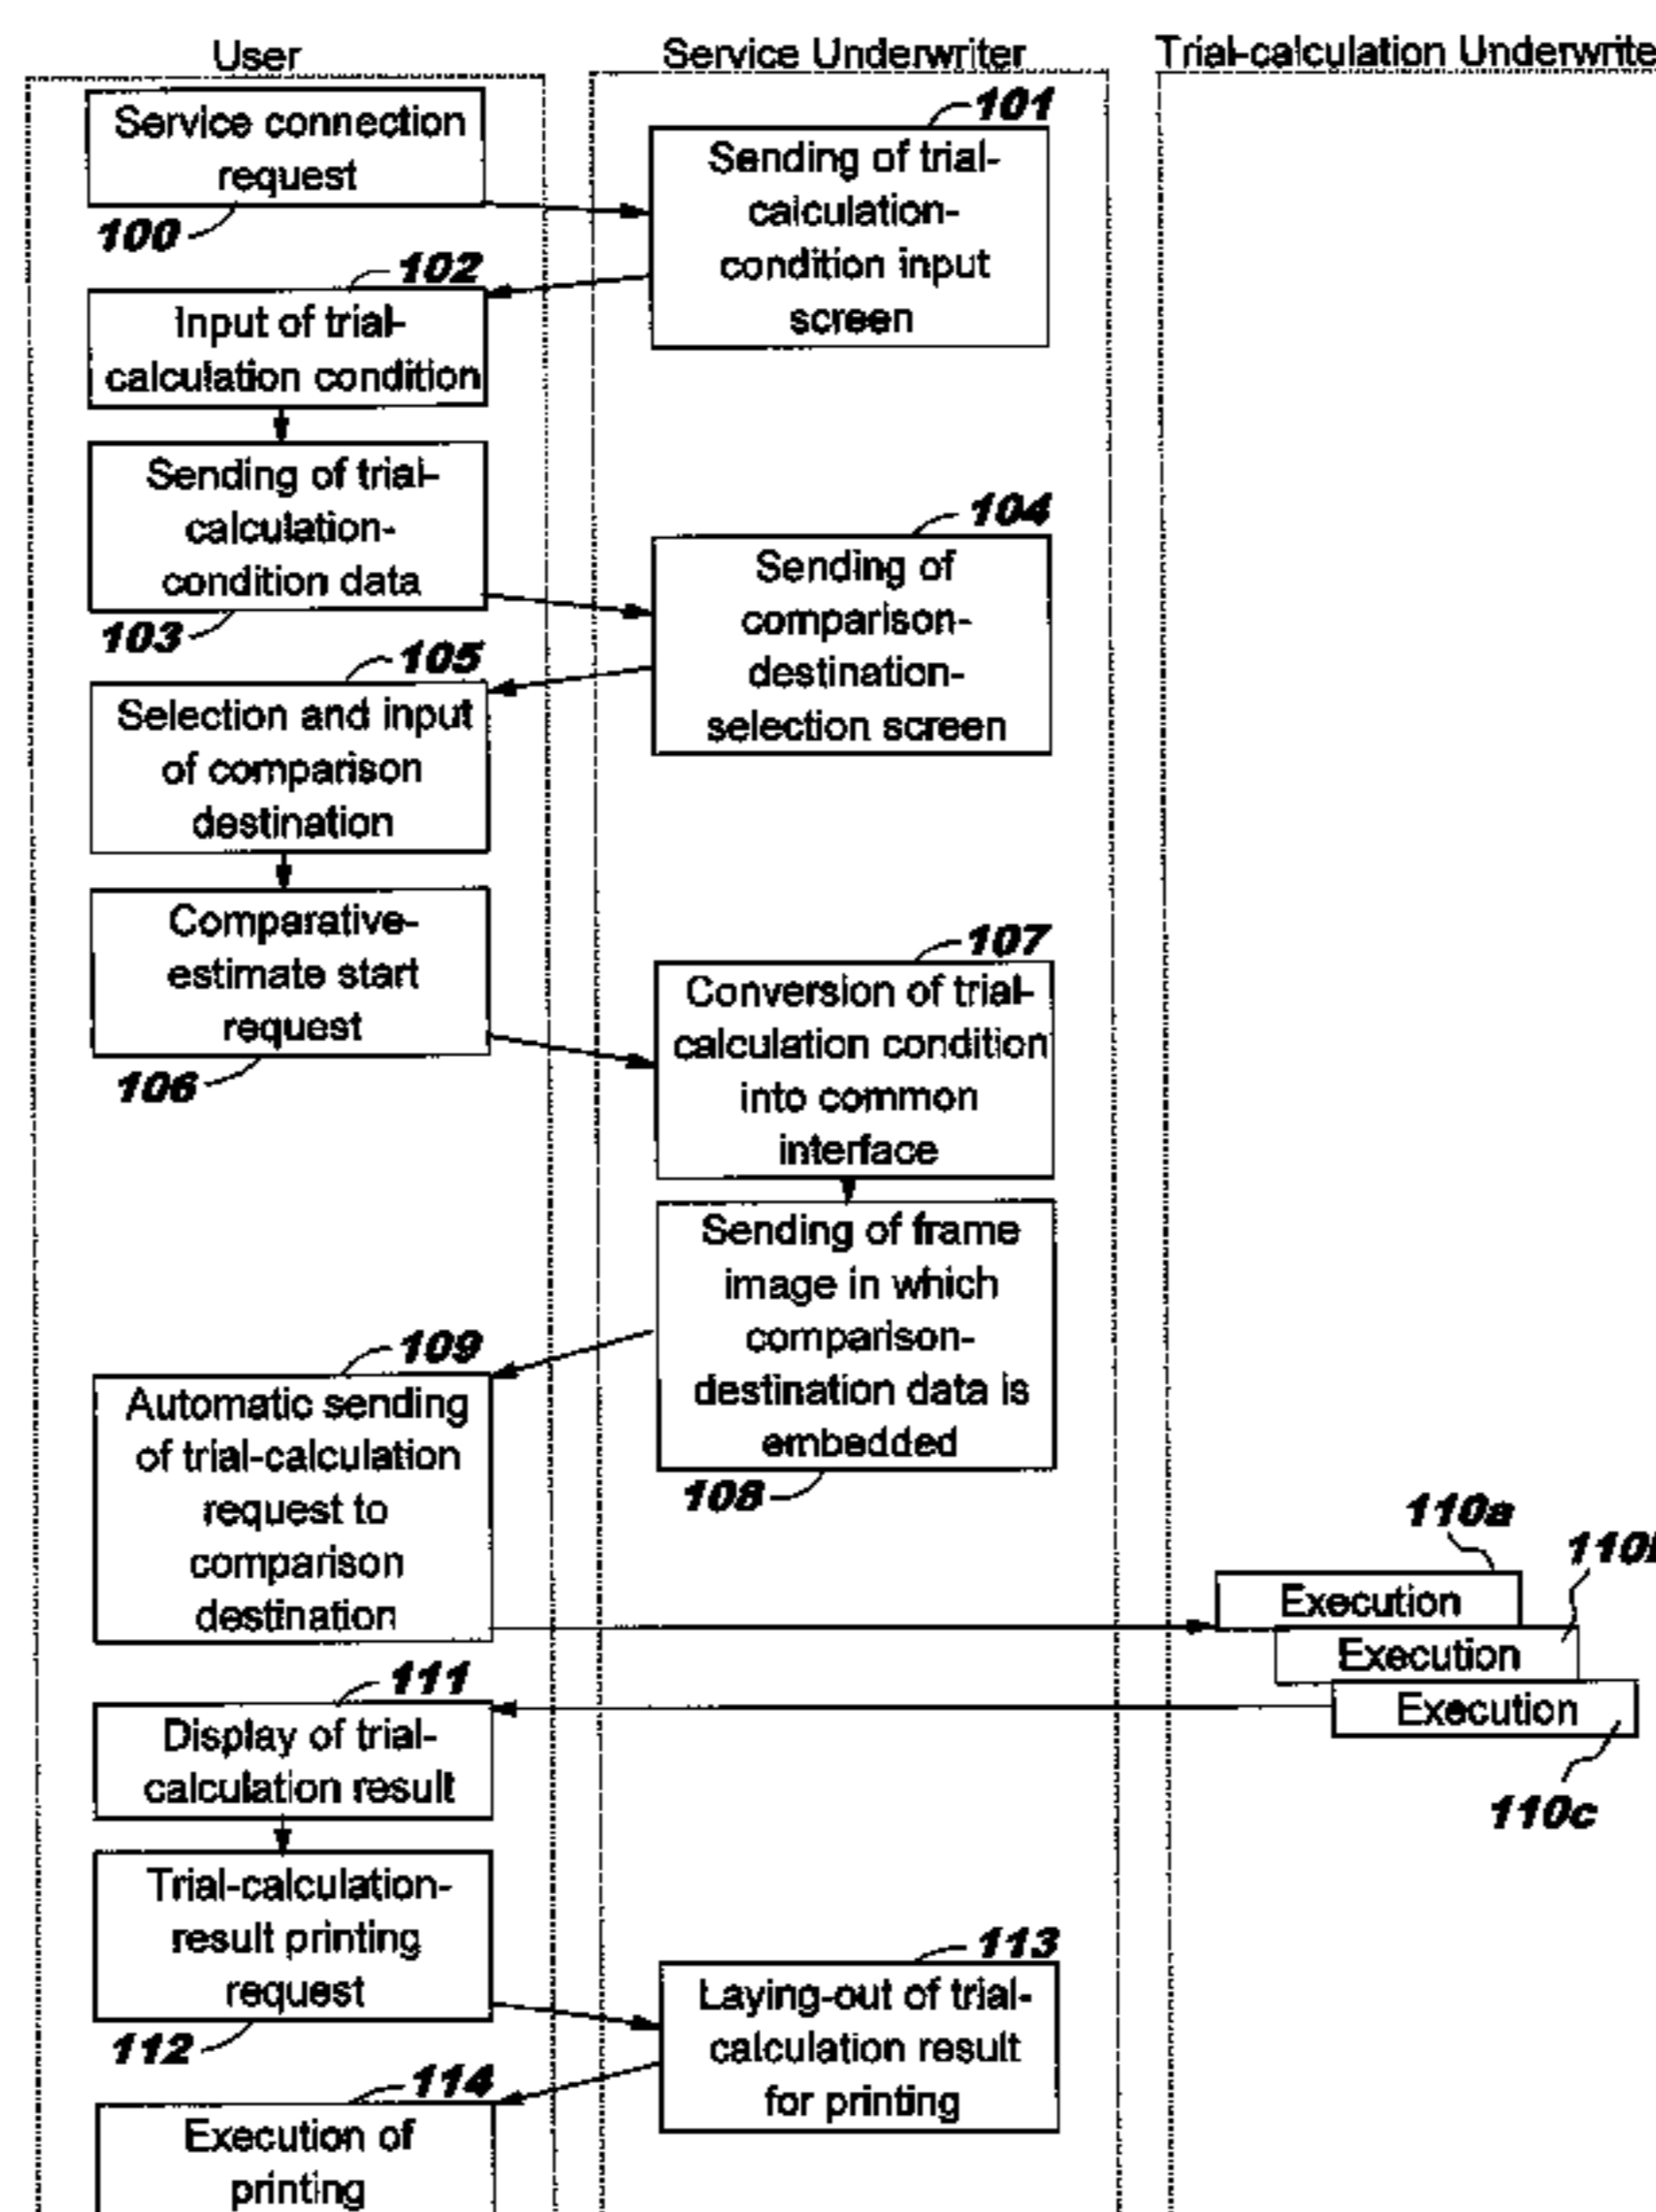 User
Service Underwriter
Trial-calculation Underwrite
Service connection
request
100
101
Sending of trial-
calculation-
condition input
screen
102
Input of trial-
calculation condition
Sending of trial-
calculation-
condition data
103
104
Sending of
comparison-
destination-
selection screen
105
Selection and input
of comparison
destination
Comparative-
estimate start
request
106
107
Conversion of trial-
calculation condition
into common
interface
Sending of frame
image in which
comparison-
destination data is
embedded
108
109
Automatic sending
of trial-calculation
request to
comparison
destination
110a
Execution
Execution
Execution
110c
111
Display of trial-
calculation result
Trial-calculation-
result printing
request
112
113
Laying-out of trial-
calculation result
for printing
114
Execution of
printing